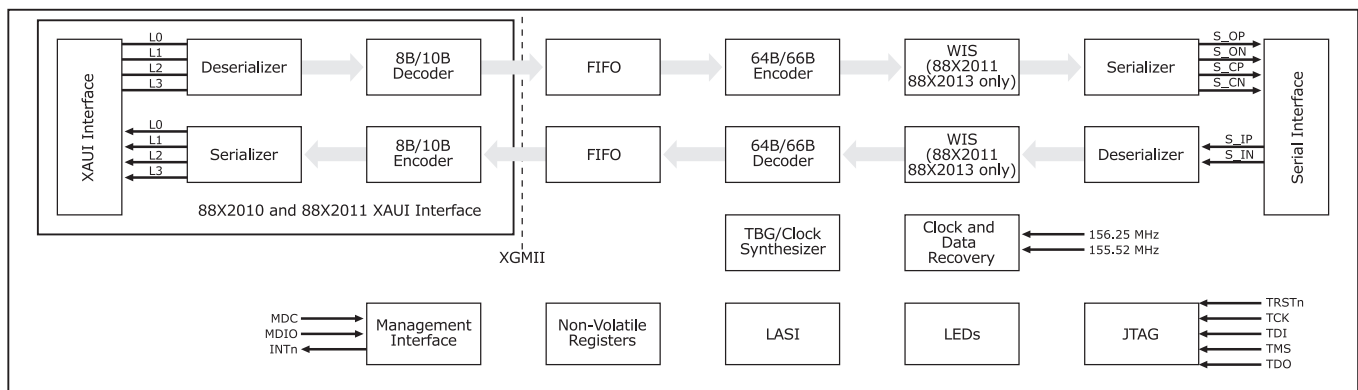 XAUI Interface
L0
L1
L2
L3
Deserializer
8B/10B
Decoder
FIFO
64B/66B
Encoder
WIS
(88X2011
88X2013 only)
Serializer
S_OP
S_ON
S_CP
S_CN
Serial Interface
L0
L1
L2
L3
Serializer
8B/10B
Encoder
FIFO
64B/66B
Decoder
WIS
(88X2011
88X2013 only)
Deserializer
S_IP
S_IN
88X2010 and 88X2011 XAUI Interface
XGMII
TBG/Clock
Synthesizer
Clock and
Data
Recovery
156.25 MHz
155.52 MHz
MDC
MDIO
INTn
Management
Interface
Non-Volatile
Registers
LASI
LEDs
JTAG
TRSTn
TCK
TDI
TMS
TDO